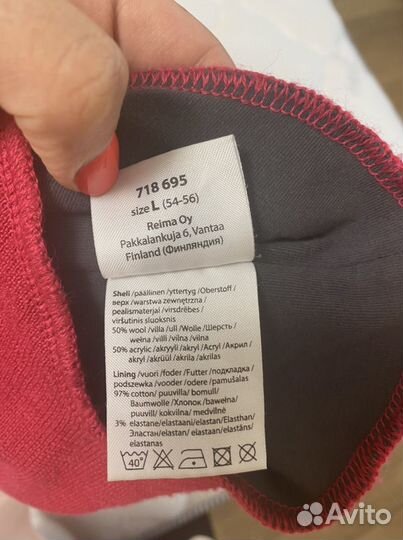 718 695
size L (54-56)
Reima Oy
Pakkalankuja 6, Vantaa
Finland (Финляндия)
Shell / päällinen / yttertyg / Oberstoff /
верх / warstwa zewnętrzna /
pealismaterjal / virsdrēbes /
viršutinis sluoksnis
50% wool / villa / ull / Wolle / Шерсть /
wełna / vill / vilna / vilna
50% acrylic / akryyli / akryl / Acryl / Акрил /
akryl / akrüül / akrils / akrilas
Lining / vuori / foder / Futter / подкладка /
podszewka / vooder / odere / pamušalas
97% cotton / puuvilla / bomull /
Baumwolle / Хлопок / bawełna /
puuvill / kokvilna / medvilnė
3% elastane/elastaani/elastan/Elasthan/
Эластан/elastan/elastaan/elastāns/
elastanas
40°
Avito